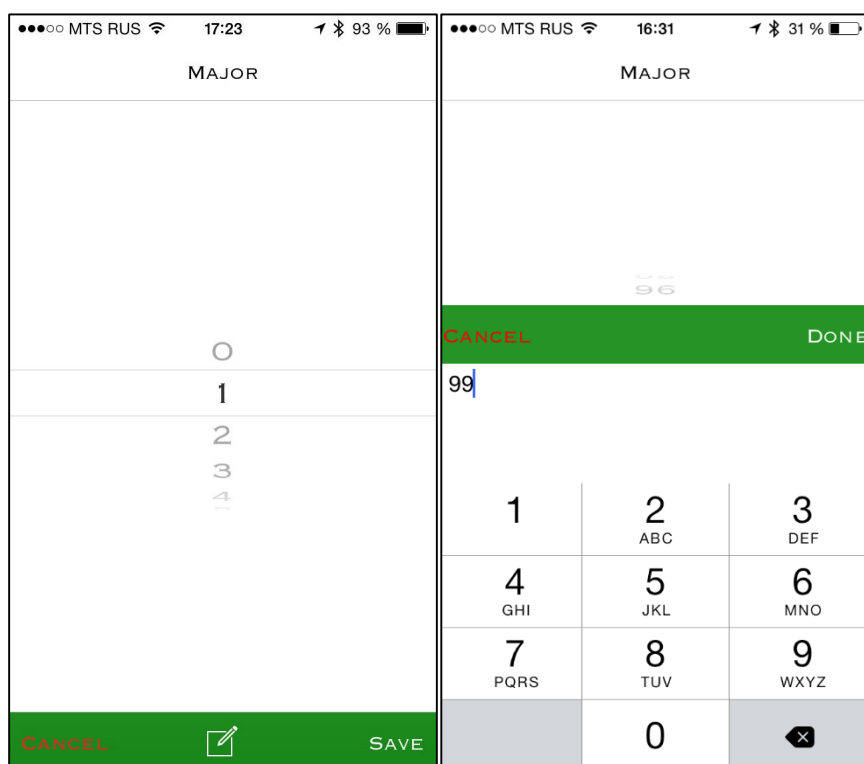 MTS RUS 17:23 93 %
MAJOR
0
1
2
3
4
CANCEL SAVE
MTS RUS 16:31 31 %
MAJOR
96
CANCEL DONE
99
1 2 3
ABC DEF
4 5 6
GHI JKL MNO
7 8 9
PQRS TUV WXYZ
0